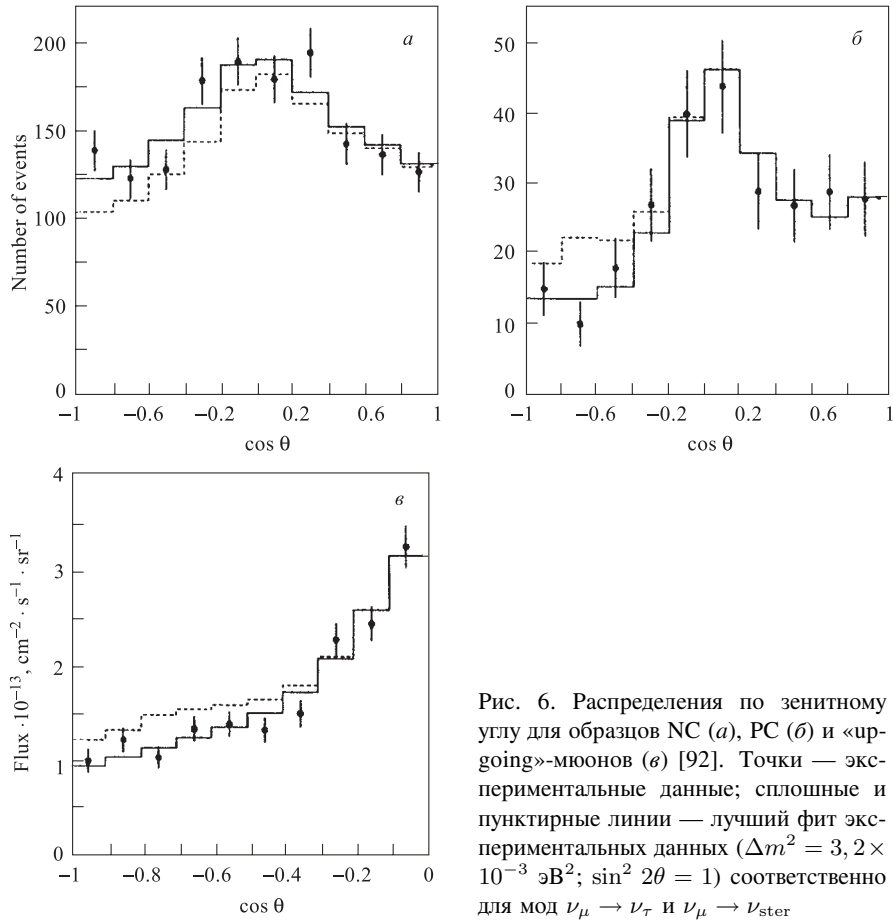 а
Number of events
200
150
100
50
0
−1 −0.6 −0.2 0.2 0.6 1
cos θ
б
50
40
30
20
10
0
−1 −0.6 −0.2 0.2 0.6 1
cos θ
в
Flux ·10⁻¹³, cm⁻² · s⁻¹ · sr⁻¹
4
3
2
1
0
−1 −0.8 −0.6 −0.4 −0.2 0
cos θ
Рис. 6. Распределения по зенитному
углу для образцов NC (а), PC (б) и «up-
going»-мюонов (в) [92]. Точки — экс-
периментальные данные; сплошные и
пунктирные линии — лучший фит экс-
периментальных данных (Δm² = 3, 2×
10⁻³ эВ²; sin² 2θ = 1) соответственно
для мод ν_μ → ν_τ и ν_μ → ν_ster